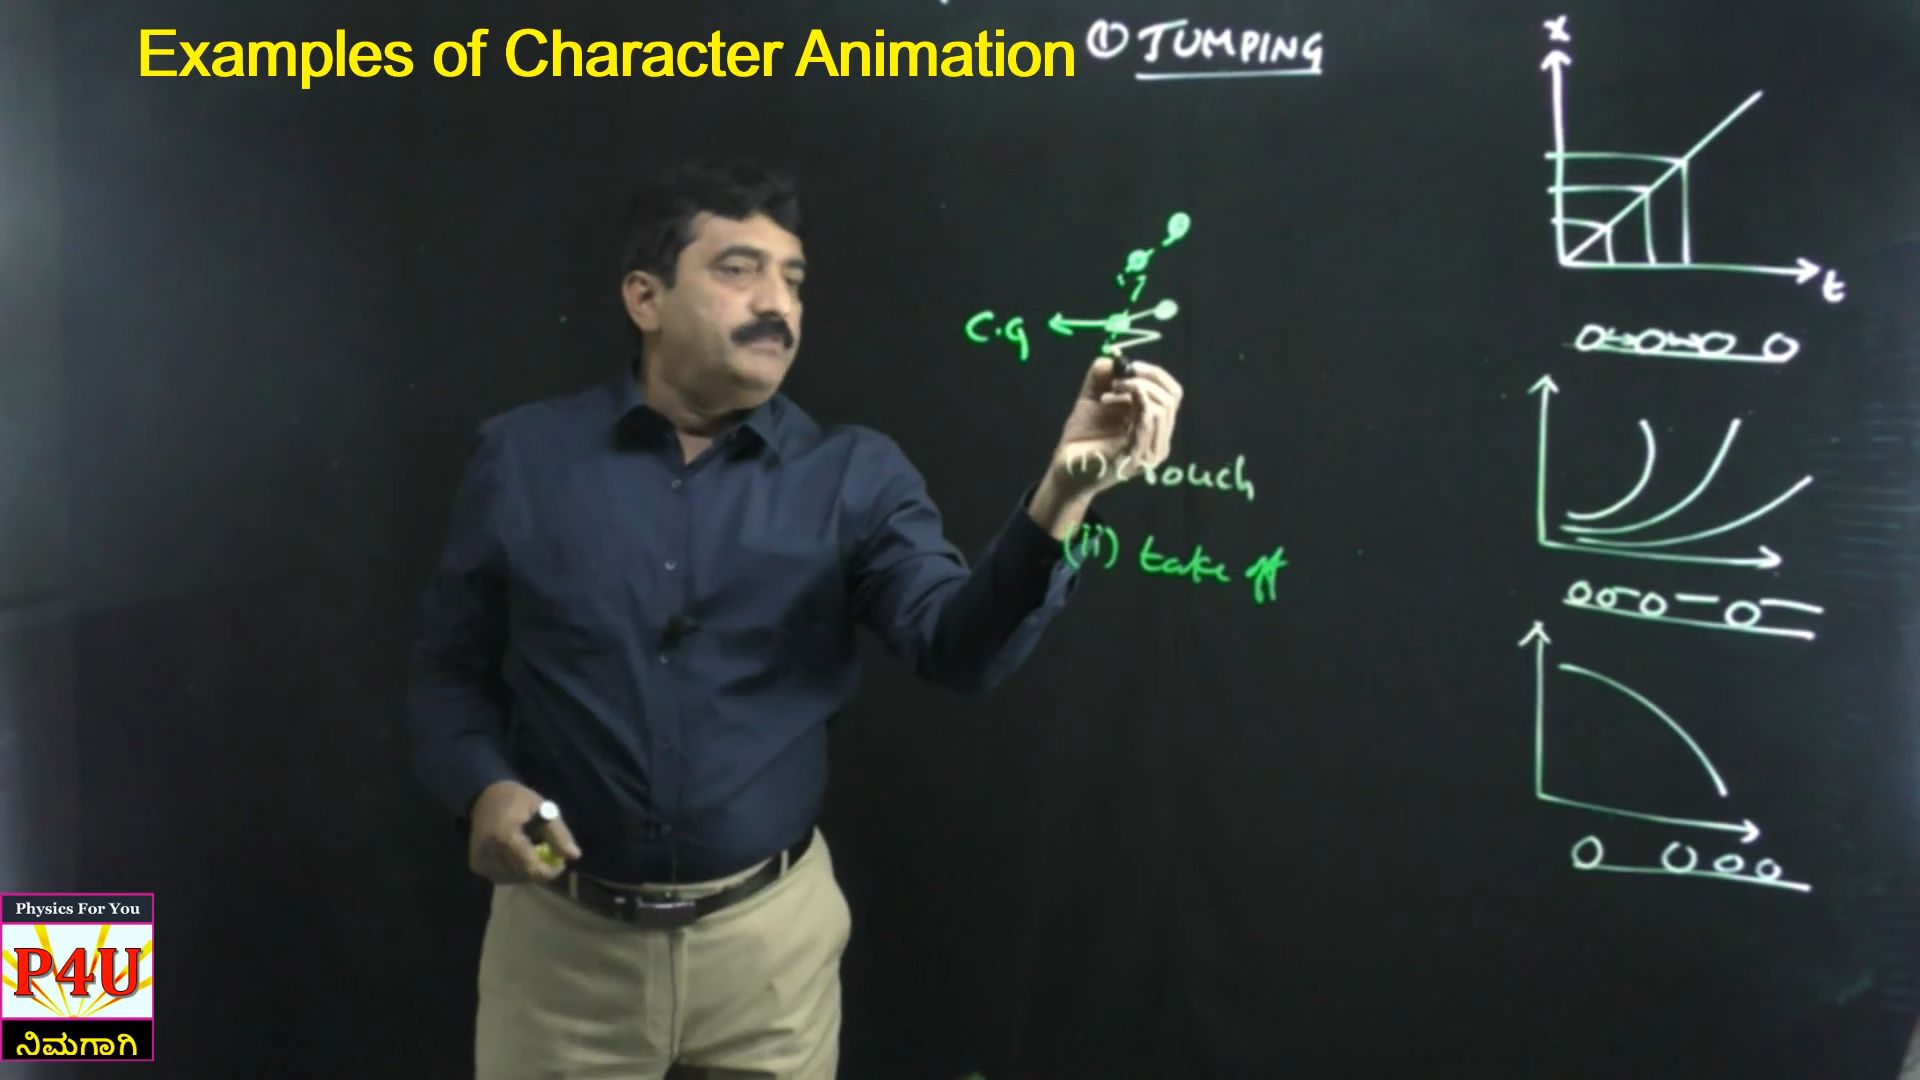 Examples of Character Animation
① JUMPING
x
t
C.G
(i) crouch
(ii) take off
Physics For You
P4U
ನಿಮಗಾಗಿ